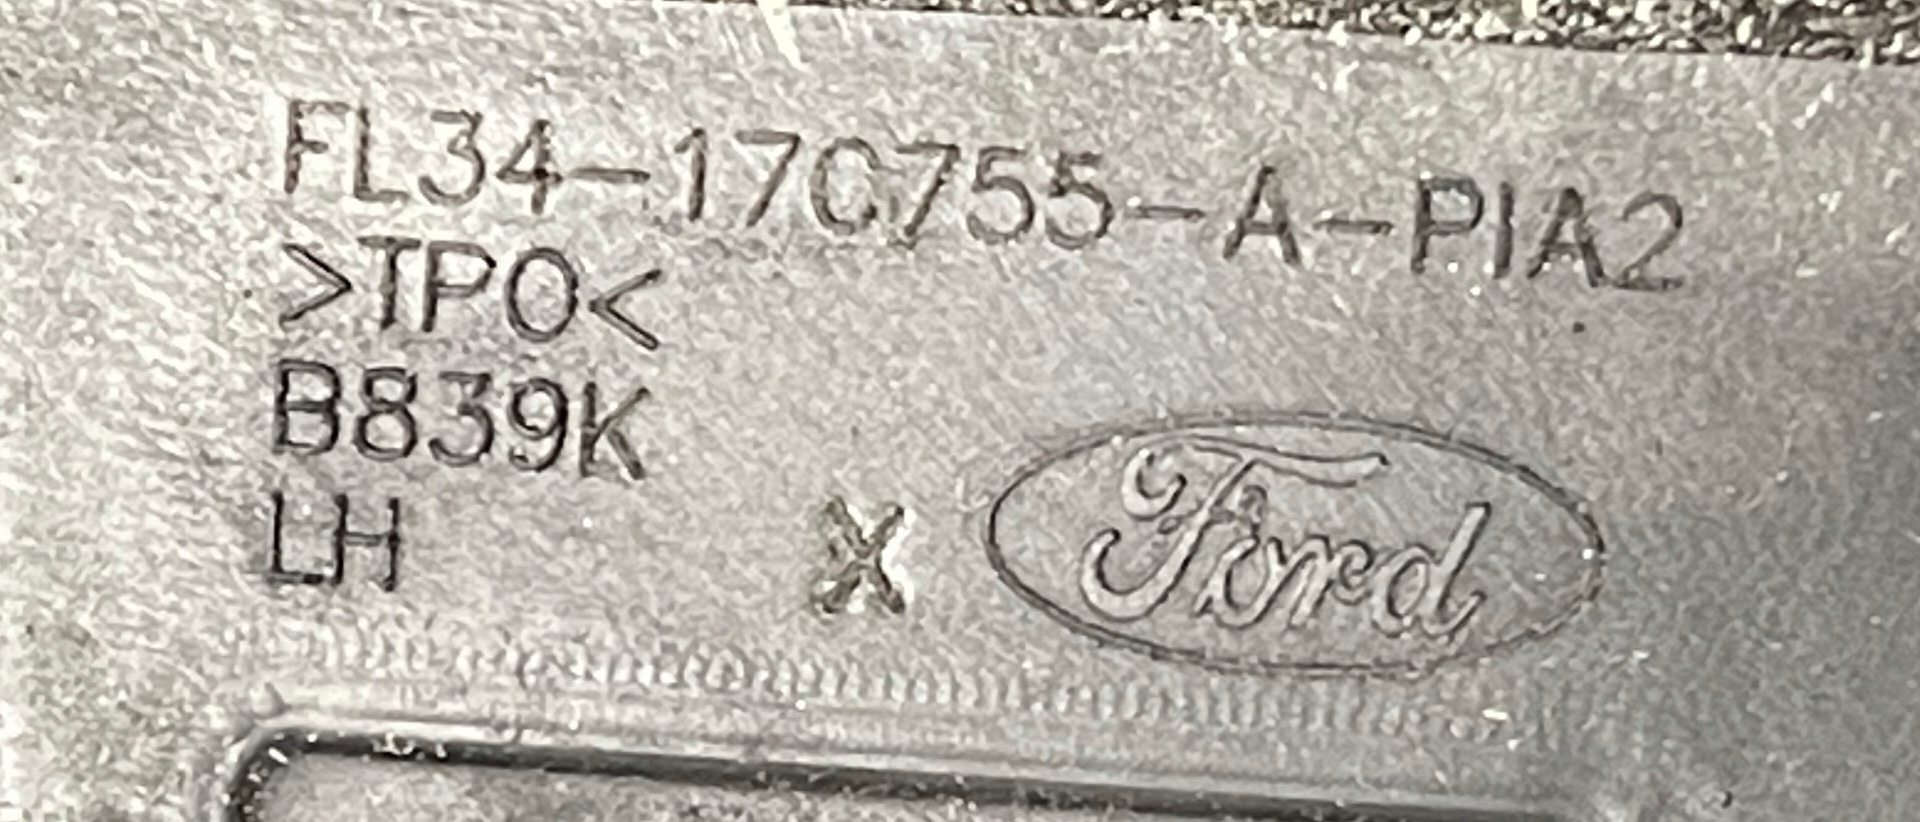 FL34-17C755-A-PIA2
>TPO<
B839K
LH
X
Ford